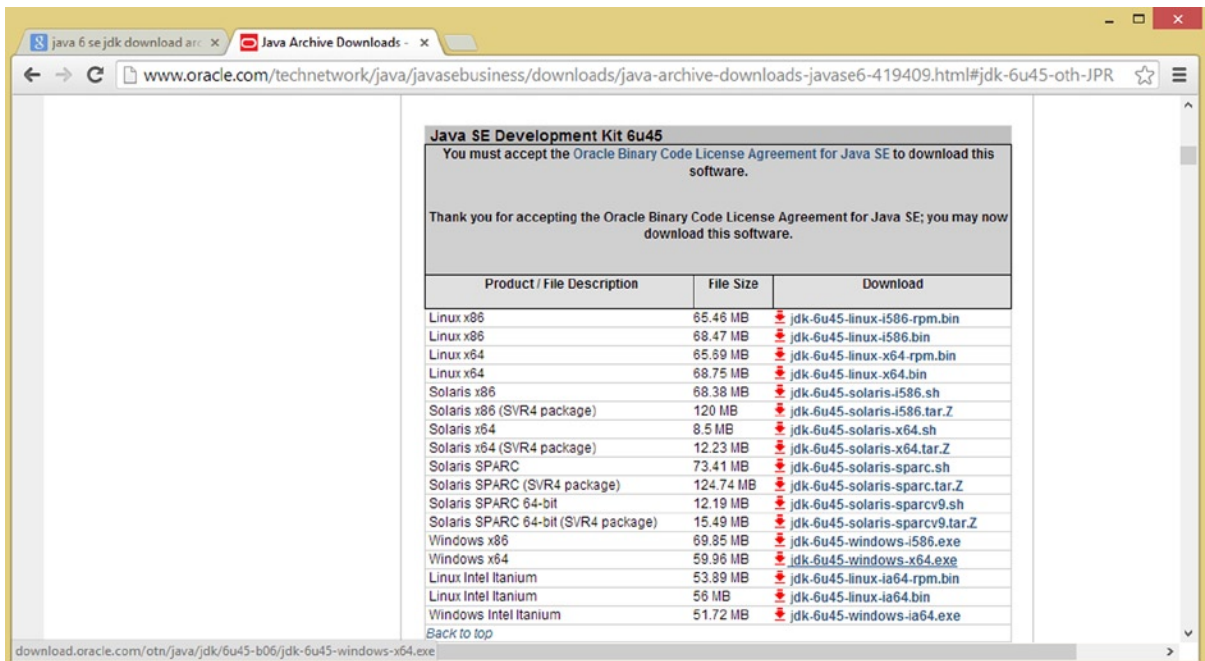 java 6 se jdk download arc
Java Archive Downloads -
www.oracle.com/technetwork/java/javasebusiness/downloads/java-archive-downloads-javase6-419409.html#jdk-6u45-oth-JPR
Java SE Development Kit 6u45
You must accept the Oracle Binary Code License Agreement for Java SE to download this
software.
Thank you for accepting the Oracle Binary Code License Agreement for Java SE; you may now
download this software.
Product / File Description File Size Download
Linux x86 65.46 MB jdk-6u45-linux-i586-rpm.bin
Linux x86 68.47 MB jdk-6u45-linux-i586.bin
Linux x64 65.69 MB jdk-6u45-linux-x64-rpm.bin
Linux x64 68.75 MB jdk-6u45-linux-x64.bin
Solaris x86 68.38 MB jdk-6u45-solaris-i586.sh
Solaris x86 (SVR4 package) 120 MB jdk-6u45-solaris-i586.tar.Z
Solaris x64 8.5 MB jdk-6u45-solaris-x64.sh
Solaris x64 (SVR4 package) 12.23 MB jdk-6u45-solaris-x64.tar.Z
Solaris SPARC 73.41 MB jdk-6u45-solaris-sparc.sh
Solaris SPARC (SVR4 package) 124.74 MB jdk-6u45-solaris-sparc.tar.Z
Solaris SPARC 64-bit 12.19 MB jdk-6u45-solaris-sparcv9.sh
Solaris SPARC 64-bit (SVR4 package) 15.49 MB jdk-6u45-solaris-sparcv9.tar.Z
Windows x86 69.85 MB jdk-6u45-windows-i586.exe
Windows x64 59.96 MB jdk-6u45-windows-x64.exe
Linux Intel Itanium 53.89 MB jdk-6u45-linux-ia64-rpm.bin
Linux Intel Itanium 56 MB jdk-6u45-linux-ia64.bin
Windows Intel Itanium 51.72 MB jdk-6u45-windows-ia64.exe
Back to top
download.oracle.com/otn/java/jdk/6u45-b06/jdk-6u45-windows-x64.exe